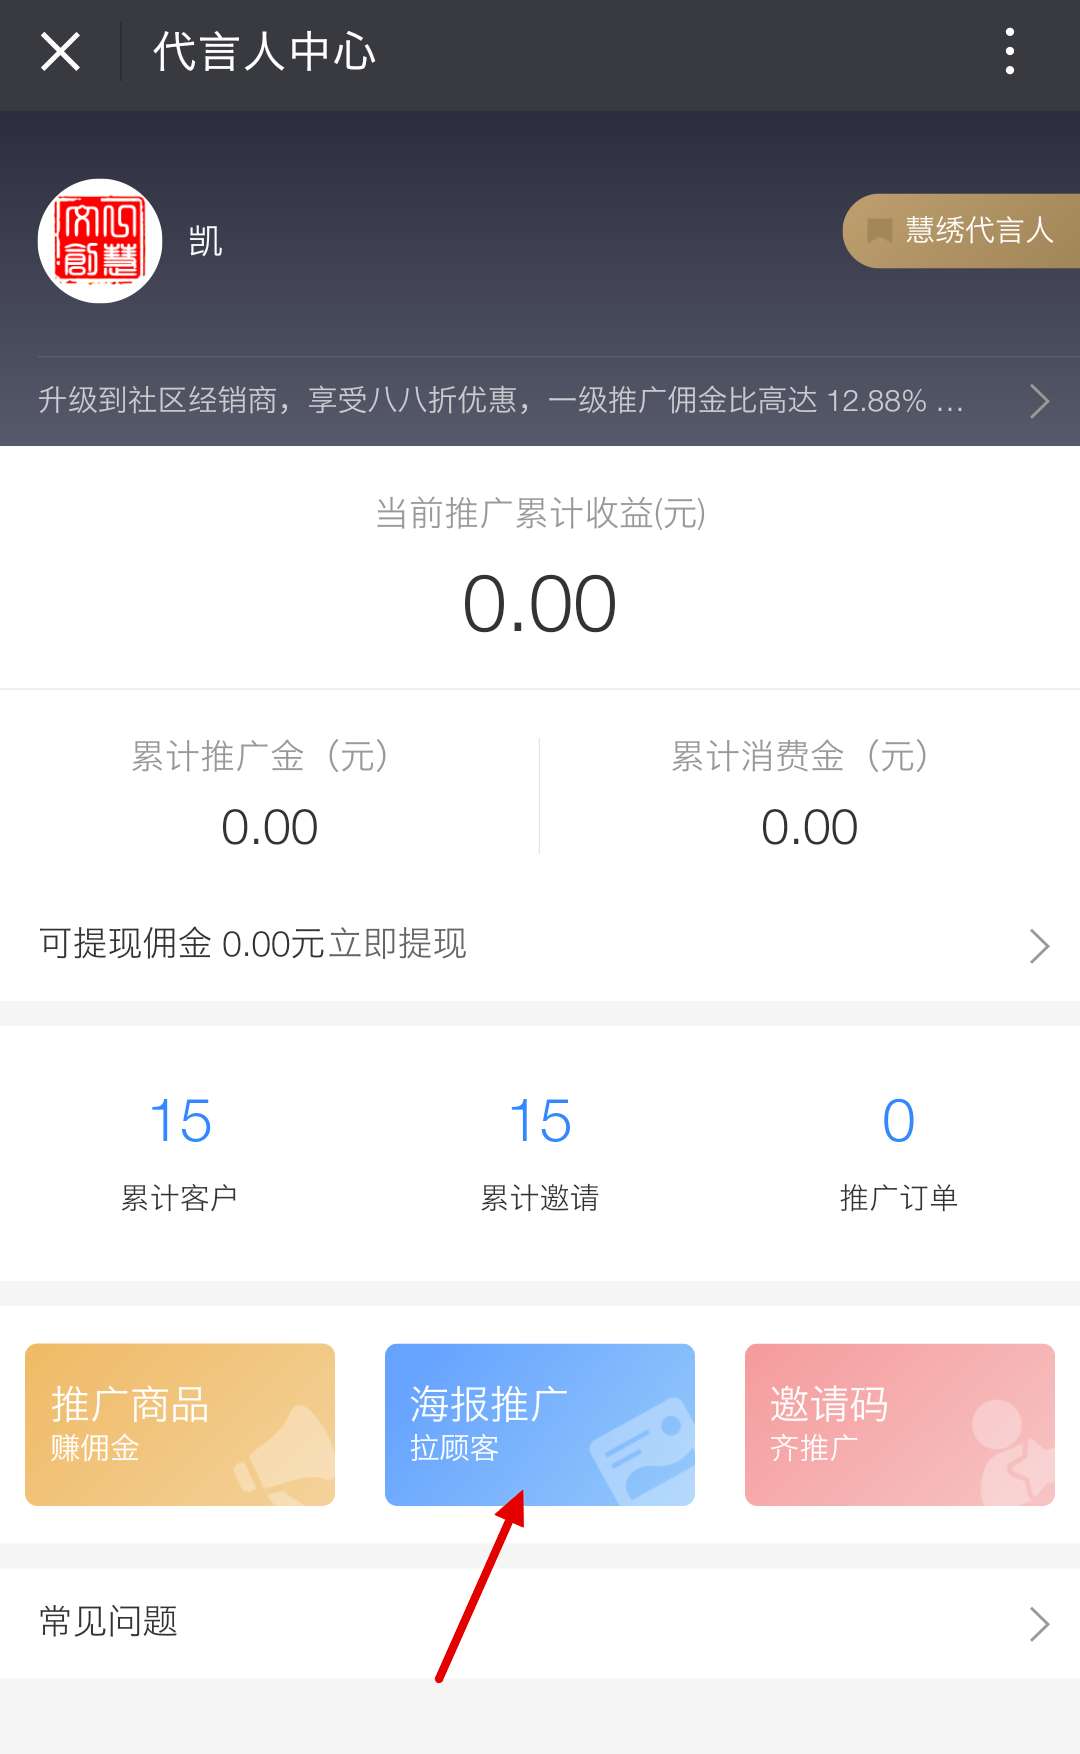 代言人中心
心文
慧創
凯
慧绣代言人
升级到社区经销商，享受八八折优惠，一级推广佣金比高达 12.88% ...
当前推广累计收益(元)
0.00
累计推广金（元）
累计消费金（元）
0.00
0.00
可提现佣金 0.00元立即提现
15
15
0
累计客户
累计邀请
推广订单
推广商品
赚佣金
海报推广
拉顾客
邀请码
齐推广
常见问题